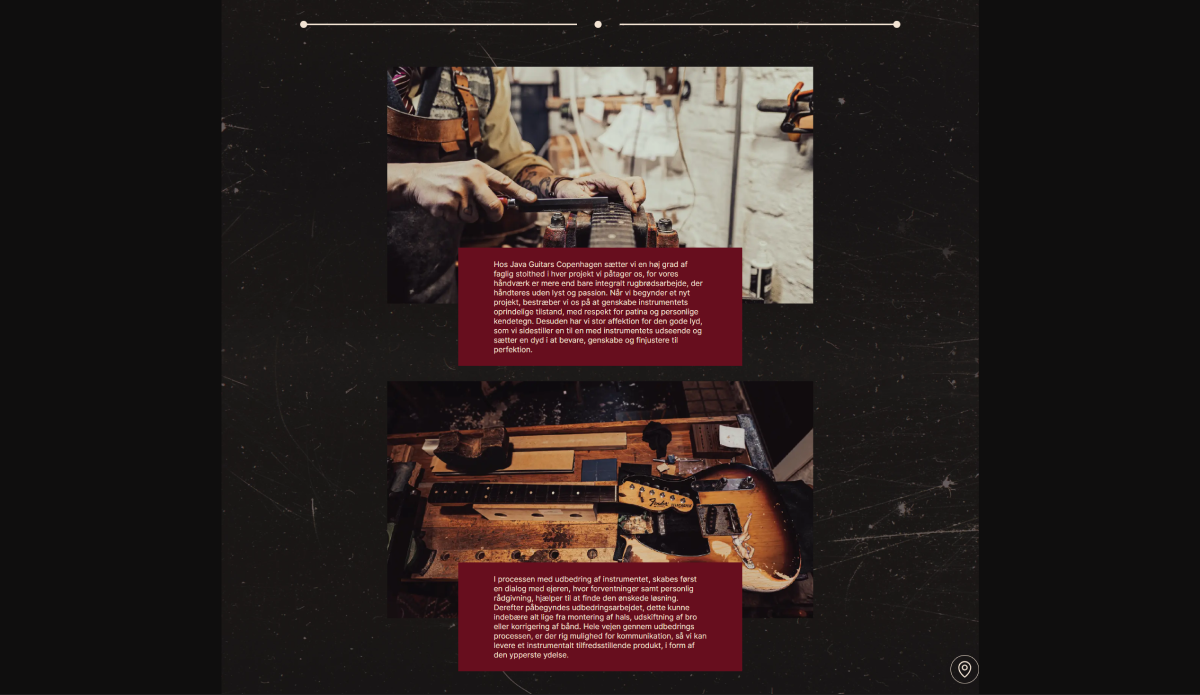 Hos Java Guitars Copenhagen sætter vi en høj grad af
faglig stolthed i hver projekt vi påtager os, for vores
håndværk er mere end bare integralt rugbrødsarbejde, der
håndteres uden lyst og passion. Når vi begynder et nyt
projekt, bestræber vi os på at genskabe instrumentets
oprindelige tilstand, med respekt for patina og personlige
kendetegn. Desuden har vi stor affektion for den gode lyd,
som vi sidestiller en til en med instrumentets udseende og
sætter en dyd i at bevare, genskabe og finjustere til
perfektion.
Fender
I processen med udbedring af instrumentet, skabes først
en dialog med ejeren, hvor forventninger samt personlig
rådgivning, hjælper til at finde den ønskede løsning.
Derefter påbegyndes udbedringsarbejdet, dette kunne
indebære alt lige fra montering af hals, udskiftning af bro
eller korrigering af bånd. Hele vejen gennem udbedrings
processen, er der rig mulighed for kommunikation, så vi kan
levere et instrumentalt tilfredsstillende produkt, i form af
den ypperste ydelse.